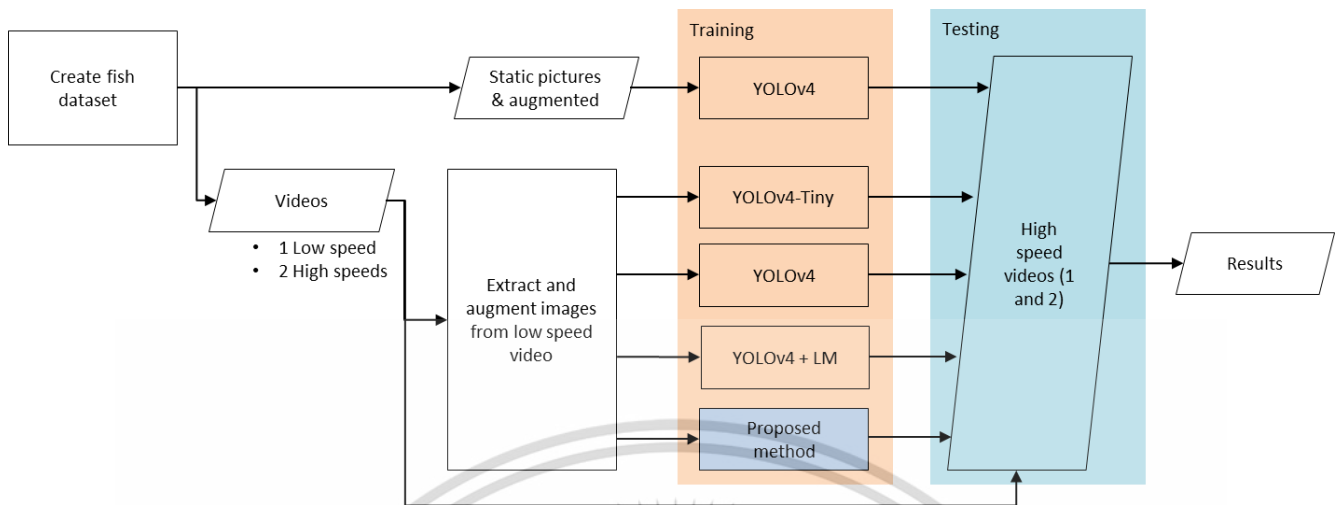 Training
Testing
Create fish
dataset
Static pictures
& augmented
YOLOv4
Videos
• 1 Low speed
• 2 High speeds
Extract and
augment images
from low speed
video
YOLOv4-Tiny
YOLOv4
YOLOv4 + LM
Proposed
method
High
speed
videos (1
and 2)
Results